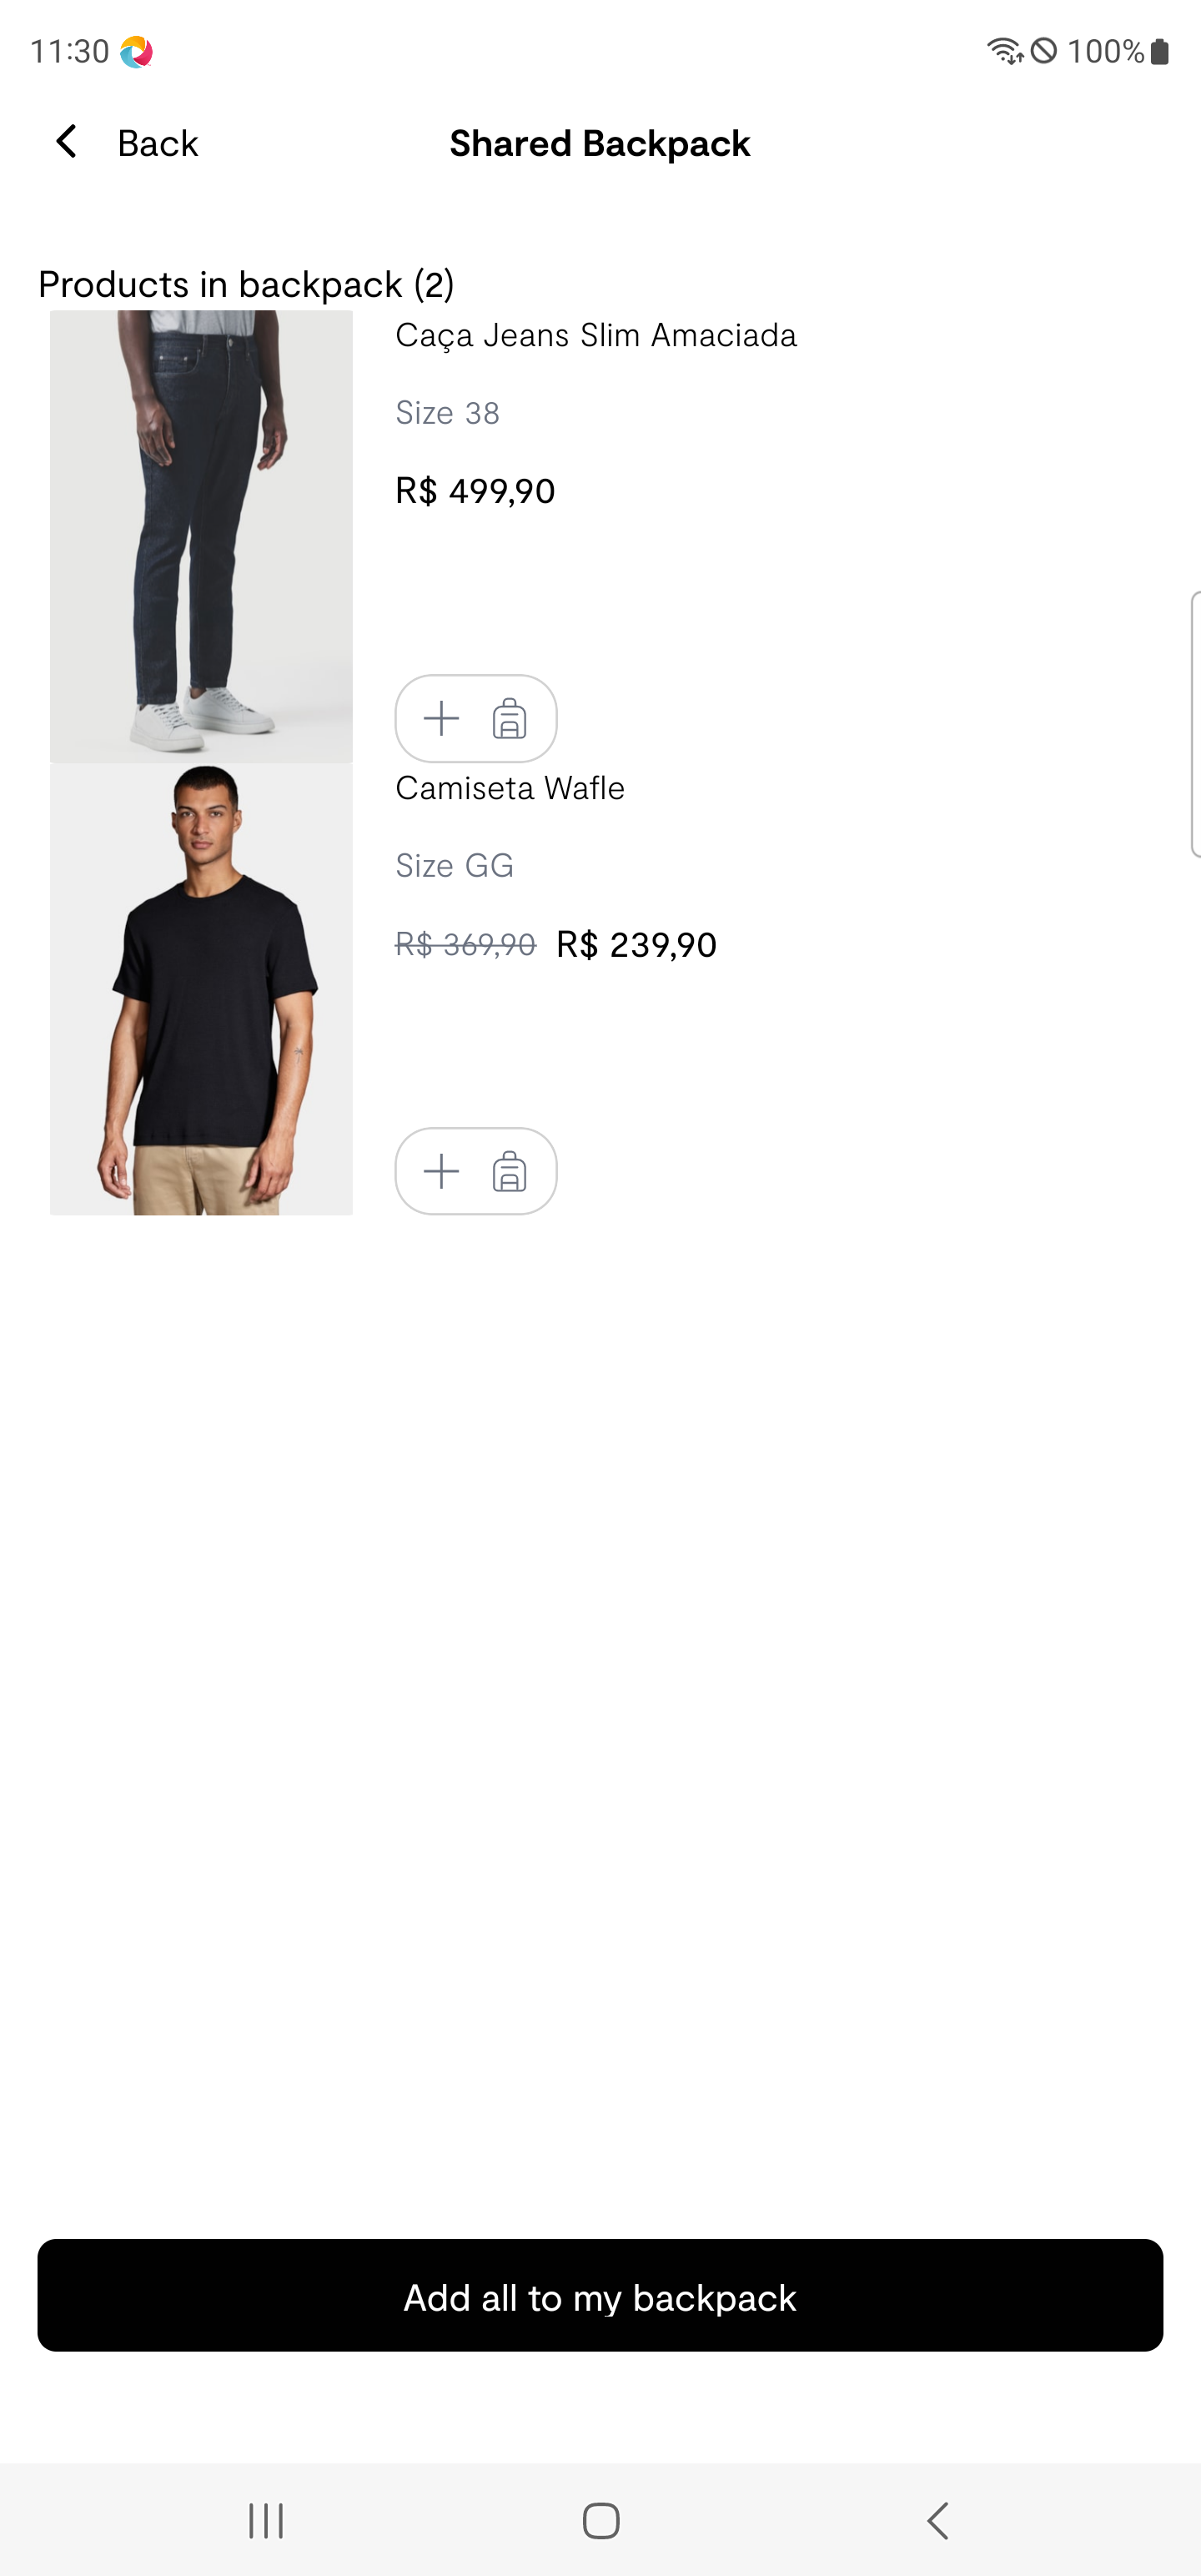 11:30
100%
Back
Shared Backpack
Products in backpack (2)
Caça Jeans Slim Amaciada
Size 38
R$ 499,90
Camiseta Wafle
Size GG
R$ 369,90 R$ 239,90
Add all to my backpack